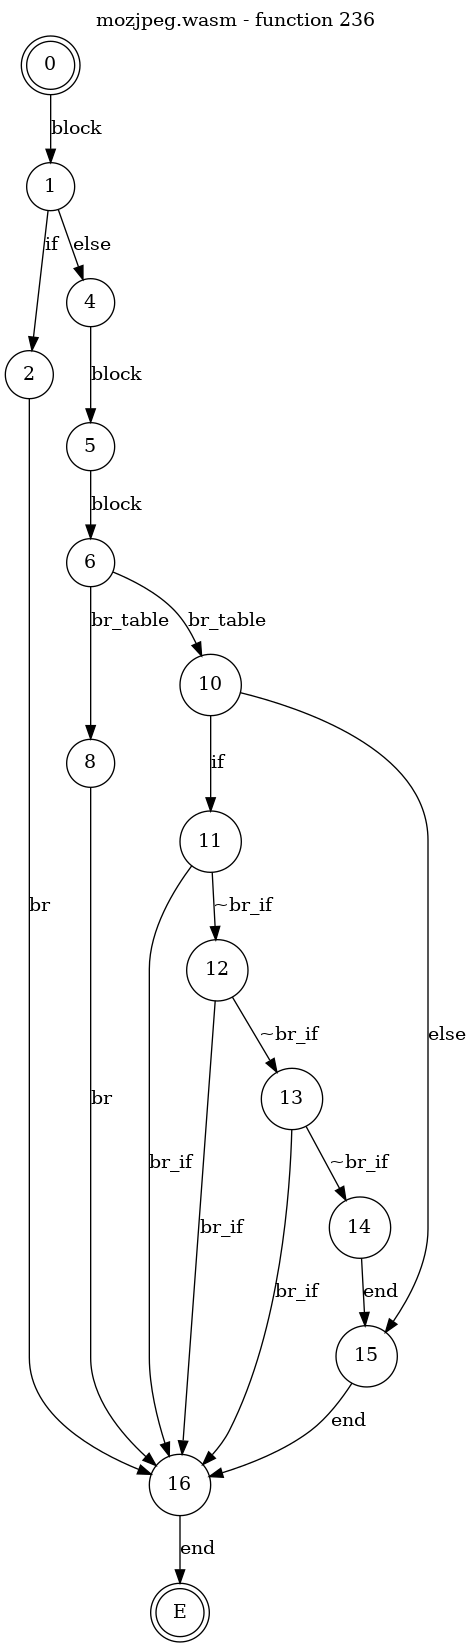 mozjpeg.wasm - function 236
0
block
1
if
else
4
2
block
5
block
6
br_table
br_table
10
8
if
11
br
~br_if
12
~br_if
else
13
br
br_if
~br_if
br_if
14
br_if
end
15
end
16
end
E